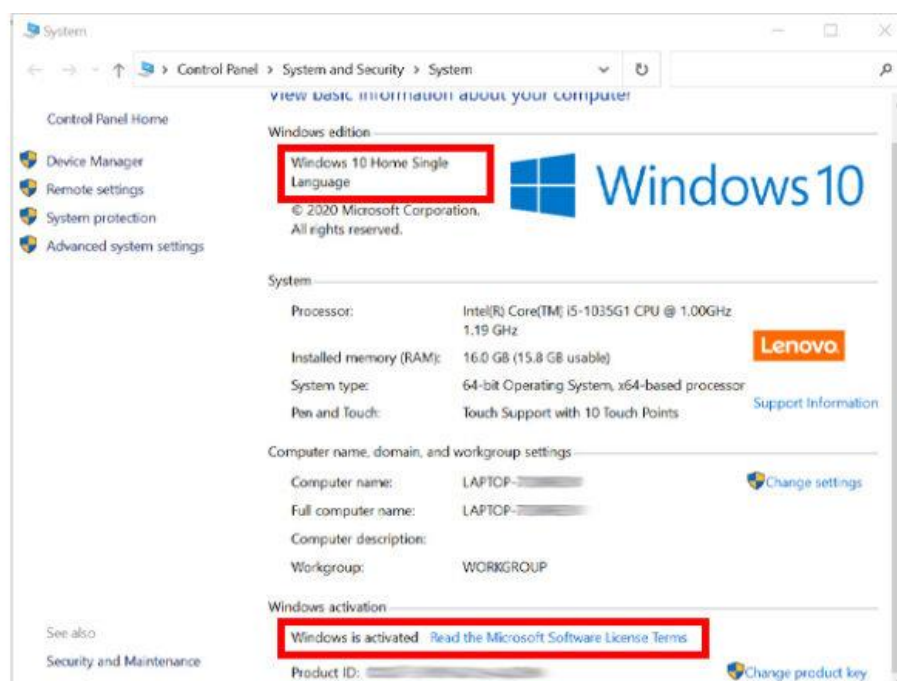 System
Control Panel > System and Security > System
View basic information about your computer
Control Panel Home
Device Manager
Remote settings
System protection
Advanced system settings
Windows edition
Windows 10 Home Single
Language
© 2020 Microsoft Corporation.
All rights reserved.
Windows 10
System
Processor: Intel(R) Core(TM) i5-1035G1 CPU @ 1.00GHz
1.19 GHz
Installed memory (RAM): 16.0 GB (15.8 GB usable)
System type: 64-bit Operating System, x64-based processor
Pen and Touch: Touch Support with 10 Touch Points
Lenovo
Support Information
Computer name, domain, and workgroup settings
Computer name: LAPTOP-
Change settings
Full computer name: LAPTOP-
Computer description:
Workgroup: WORKGROUP
Windows activation
Windows is activated Read the Microsoft Software License Terms
Product ID:
Change product key
See also
Security and Maintenance